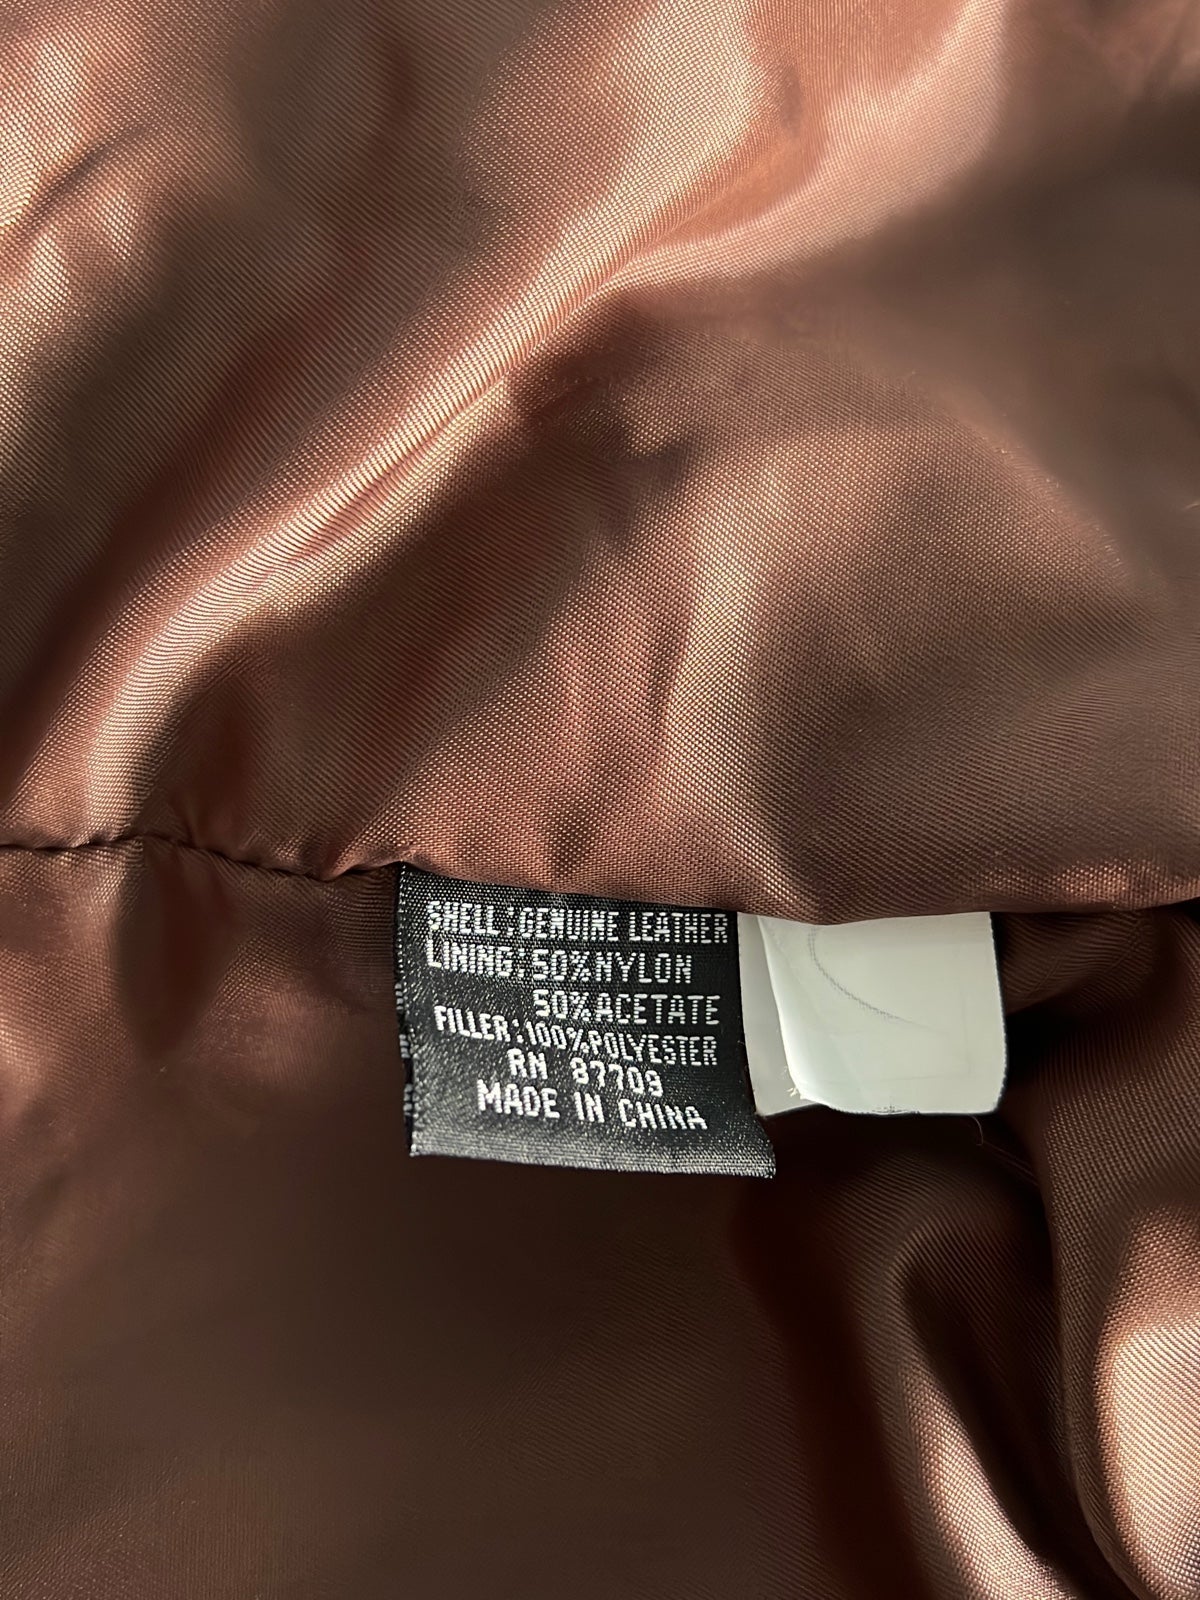 SHELL:GENUINE LEATHER
LINING:50%NYLON
50%ACETATE
FILLER:100%POLYESTER
RN 87709
MADE IN CHINA